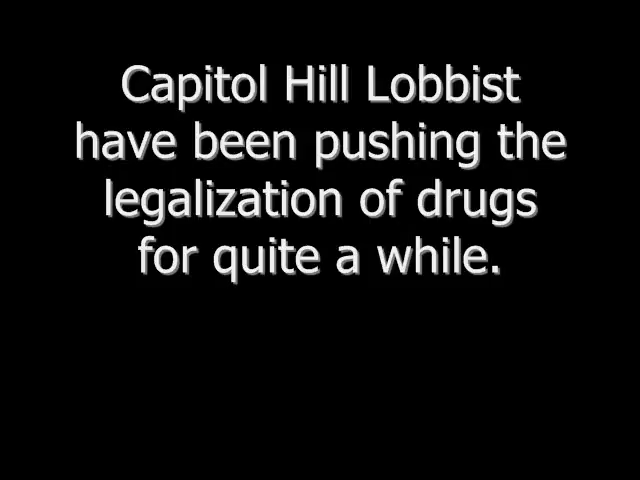 Capitol Hill Lobbist
have been pushing the
legalization of drugs
for quite a while.